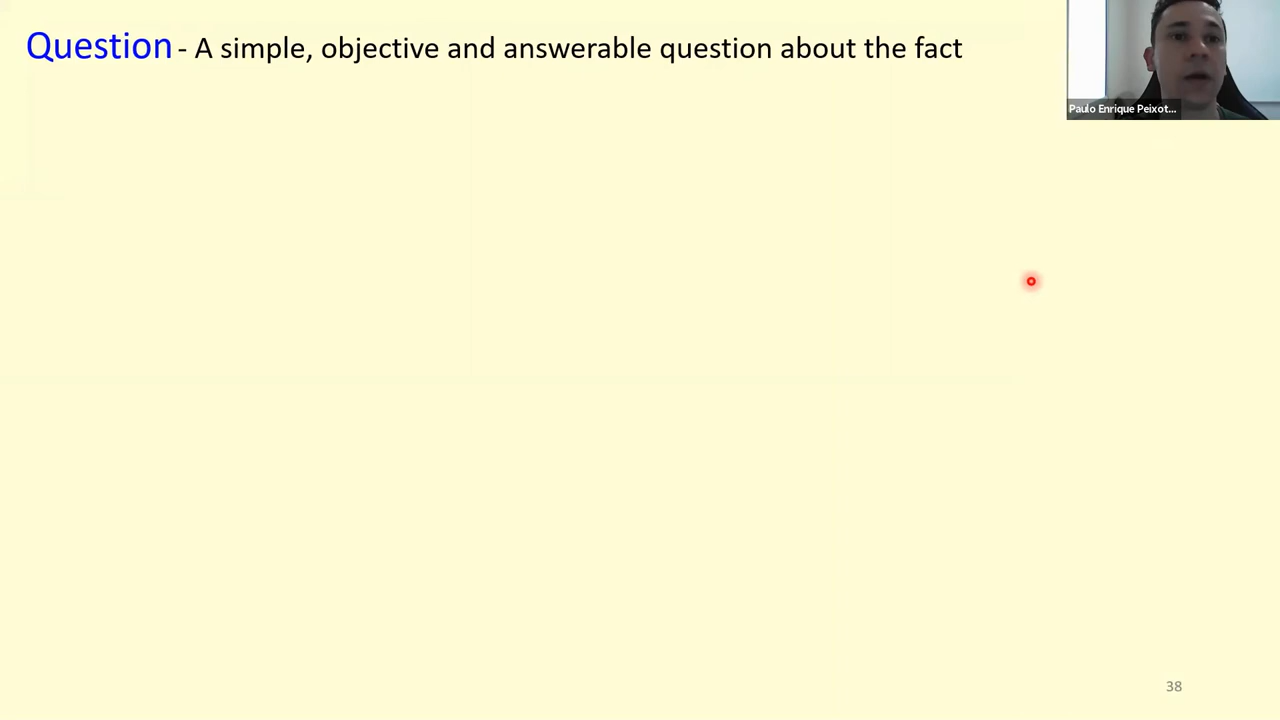 Question - A simple, objective and answerable question about the fact
Paulo Enrique Peixot...
38